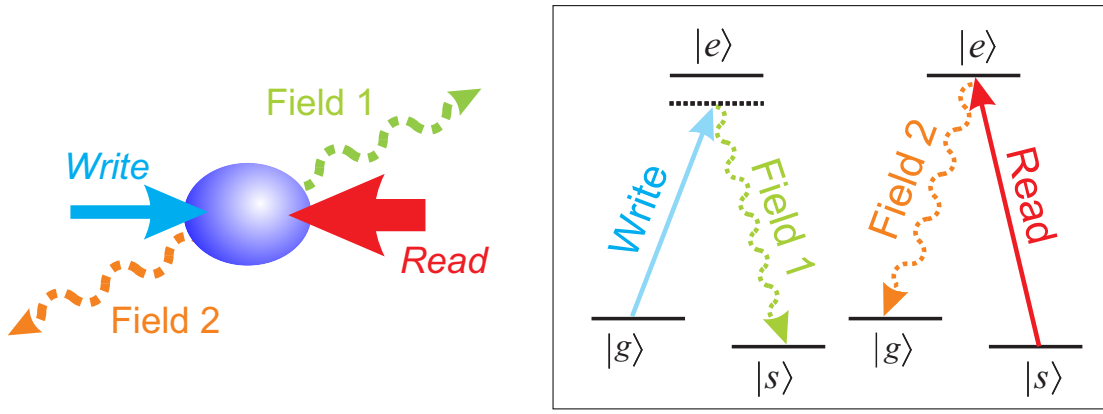 Field 1
Write
Read
Field 2
|e⟩
|e⟩
Write
Field 1
Field 2
Read
|g⟩
|s⟩
|g⟩
|s⟩